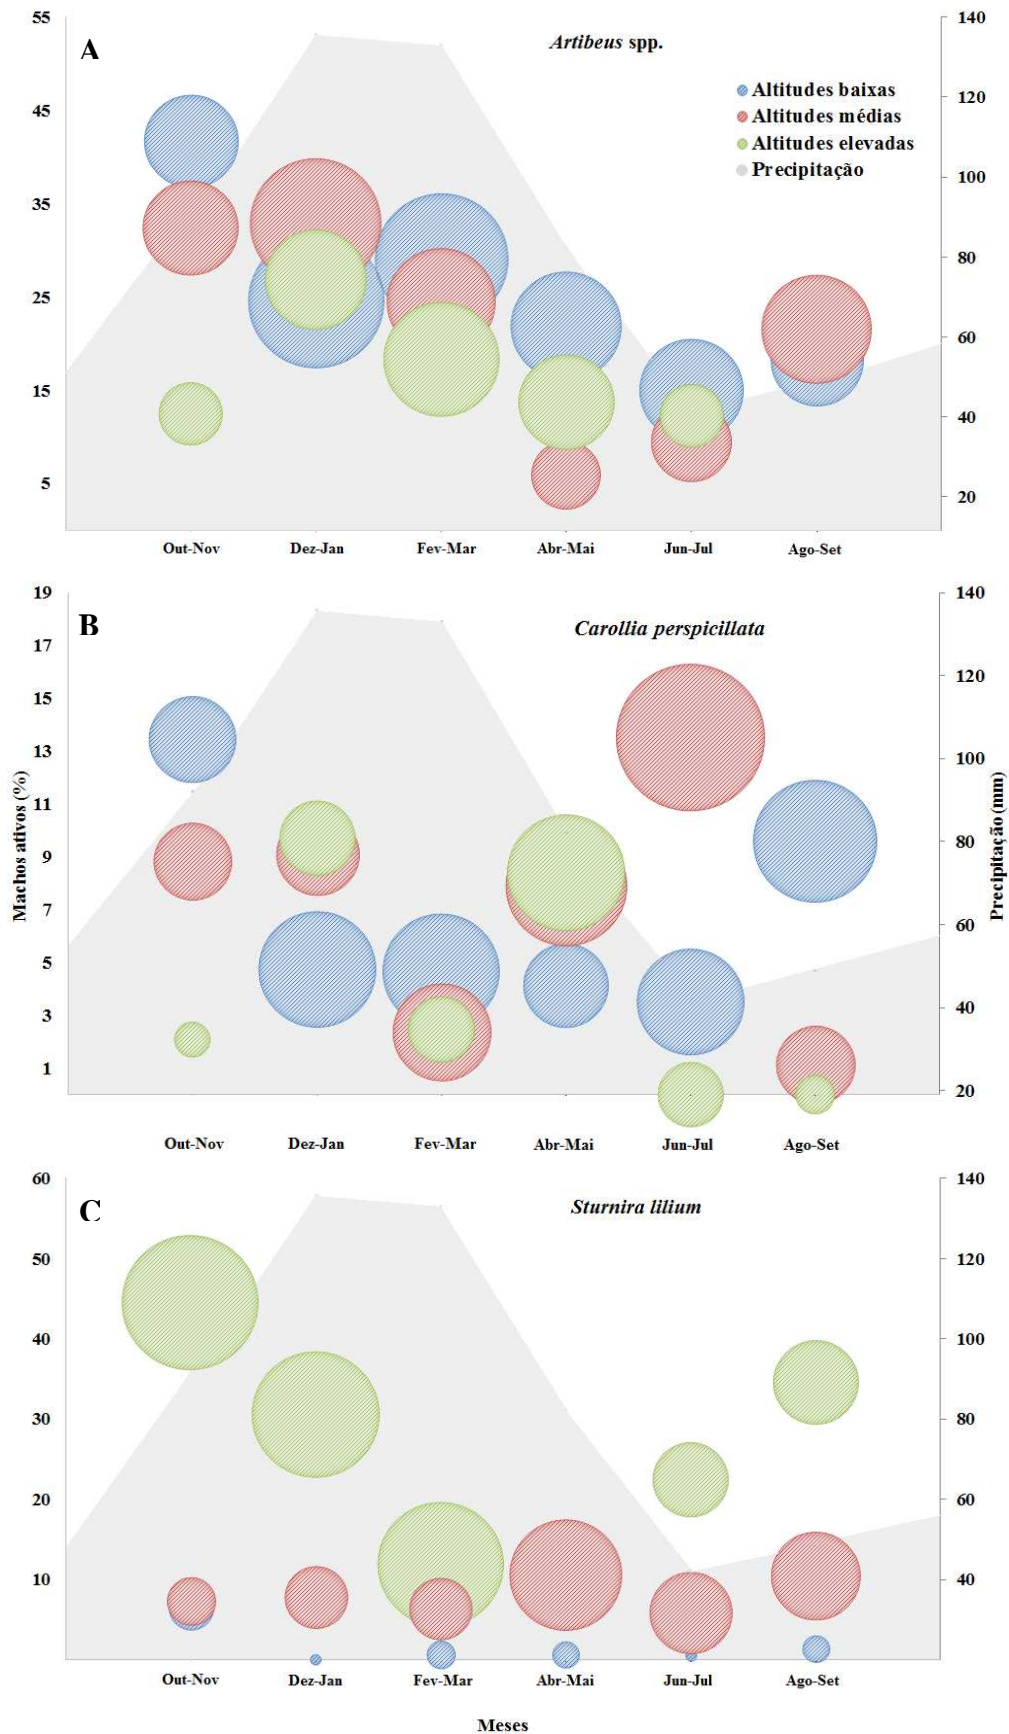 A
Artibeus spp.
Altitudes baixas
Altitudes médias
Altitudes elevadas
Precipitação
55
45
35
25
15
5
140
120
100
80
60
40
20
Out-Nov Dez-Jan Fev-Mar Abr-Mai Jun-Jul Ago-Set
B
Carollia perspicillata
19
17
15
13
11
9
7
5
3
1
140
120
100
80
60
40
20
Machos ativos (%)
Precipitação (mm)
Out-Nov Dez-Jan Fev-Mar Abr-Mai Jun-Jul Ago-Set
C
Sturnira lilium
60
50
40
30
20
10
140
120
100
80
60
40
Out-Nov Dez-Jan Fev-Mar Abr-Mai Jun-Jul Ago-Set
Meses